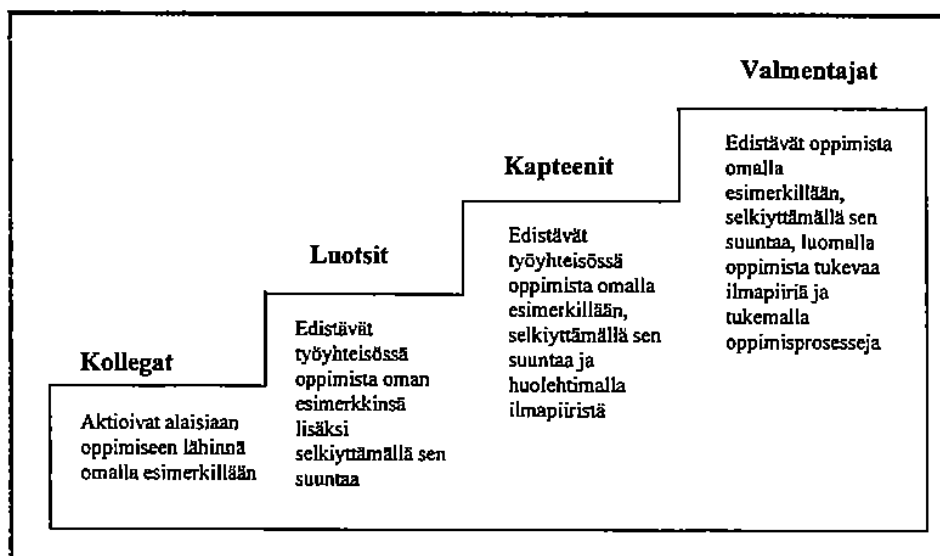 Valmentajat
Edistävät oppimista
omalla
esimerkillään,
selkiyttämällä sen
suuntaa, luomalla
oppimista tukevaa
ilmapiiriä ja
tukemalla
oppimisprosesseja
Kapteenit
Edistävät
työyhteisössä
oppimista omalla
esimerkillään,
selkiyttämällä sen
suuntaa ja
huolehtimalla
ilmapiiristä
Luotsit
Edistävät
työyhteisössä
oppimista oman
esimerkkinsä
lisäksi
selkiyttämällä sen
suuntaa
Kollegat
Aktioivat alaisiaan
oppimiseen lähinnä
omalla esimerkillään